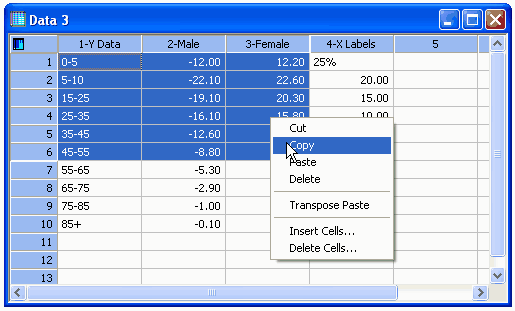 Data 3
1-Y Data 2-Male 3-Female 4-X Labels 5
1 0-5 -12.00 12.20 25%
2 5-10 -22.10 22.60 20.00
3 15-25 -19.10 20.30 15.00
4 25-35 -16.10 15.80 10.00
5 35-45 -12.60
6 45-55 -8.80
7 55-65 -5.30
8 65-75 -2.90
9 75-85 -1.00
10 85+ -0.10
11
12
13
Cut
Copy
Paste
Delete
Transpose Paste
Insert Cells...
Delete Cells...